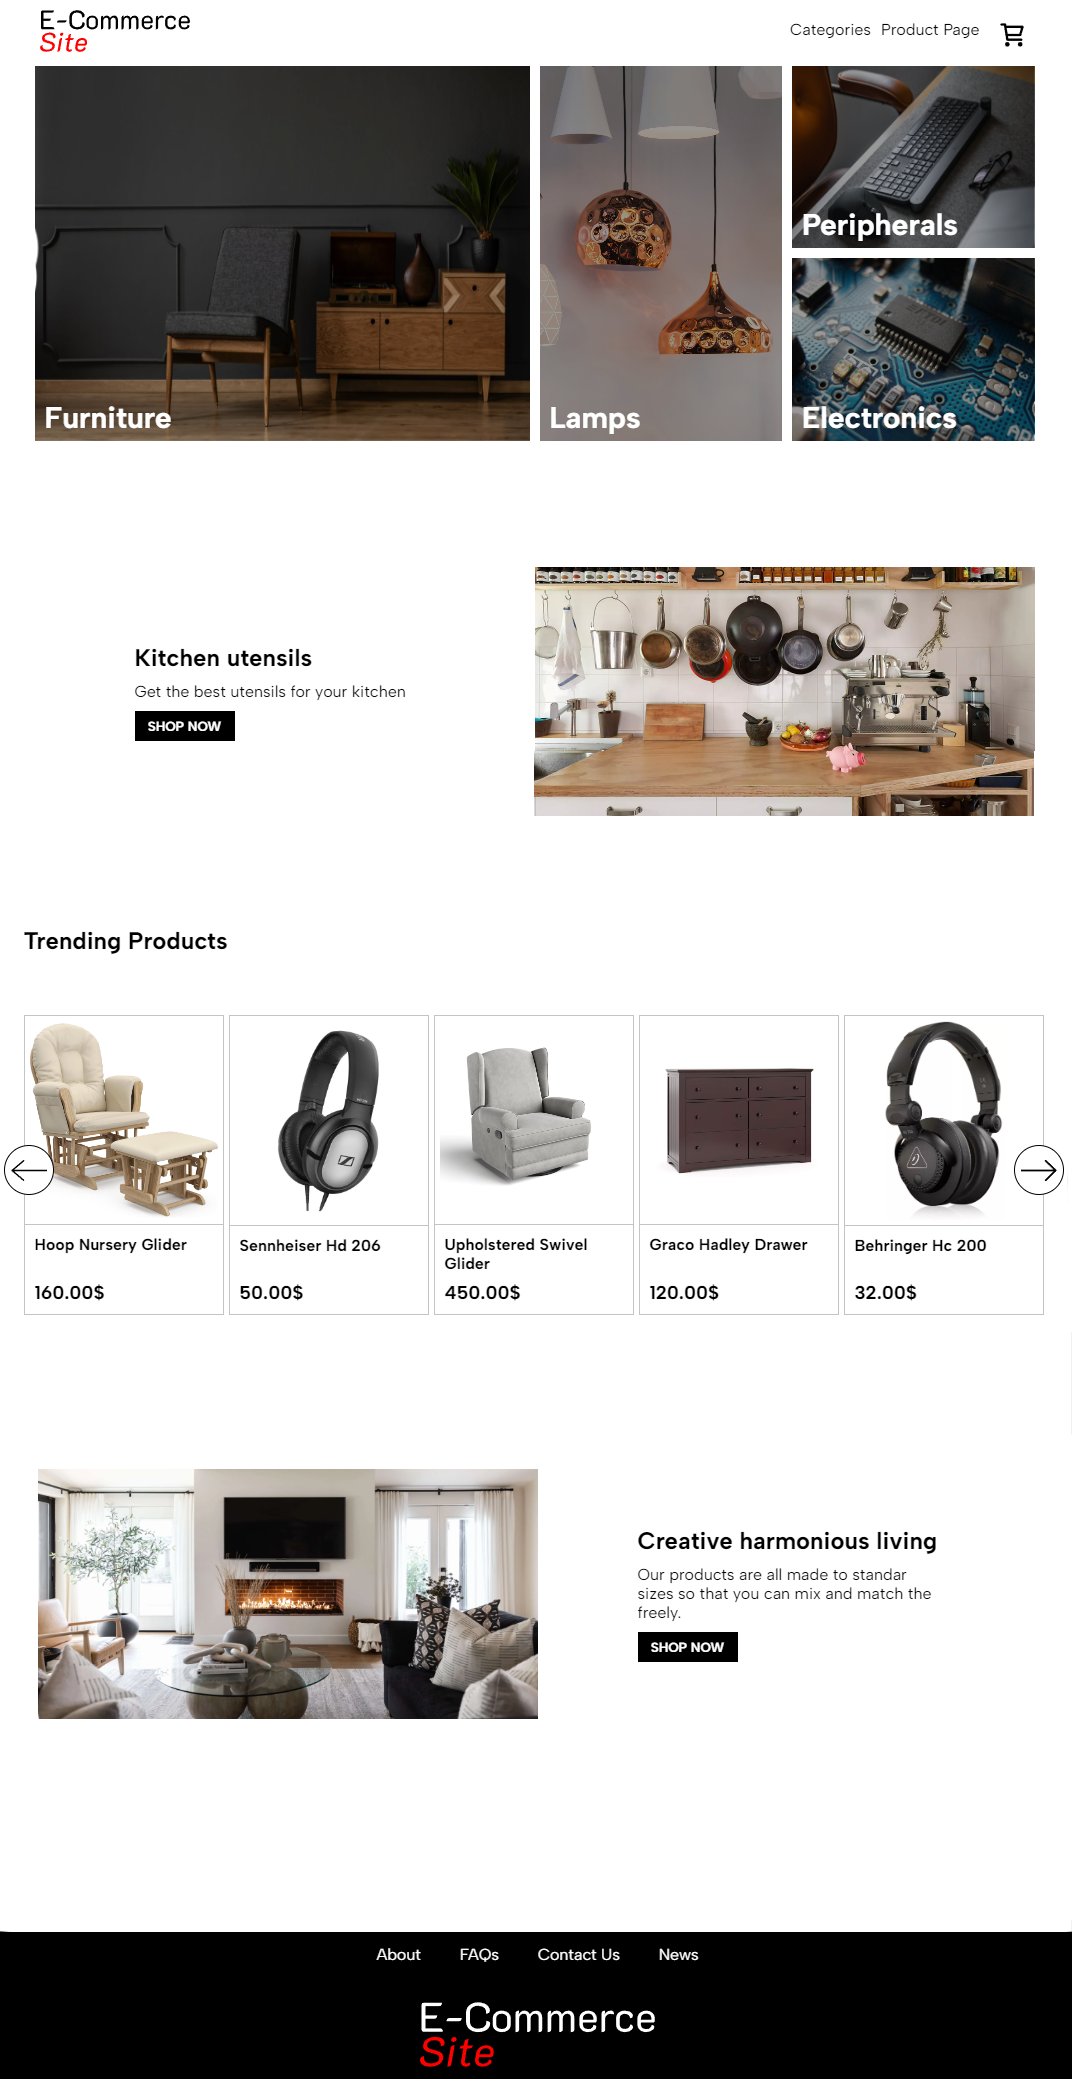 E-Commerce
Site
Categories Product Page
Furniture
Lamps
Peripherals
Electronics
Kitchen utensils
Get the best utensils for your kitchen
SHOP NOW
Trending Products
Hoop Nursery Glider
160.00$
Sennheiser Hd 206
50.00$
Upholstered Swivel
Glider
450.00$
Graco Hadley Drawer
120.00$
Behringer Hc 200
32.00$
Creative harmonious living
Our products are all made to standar
sizes so that you can mix and match the
freely.
SHOP NOW
About FAQs Contact Us News
E-Commerce
Site